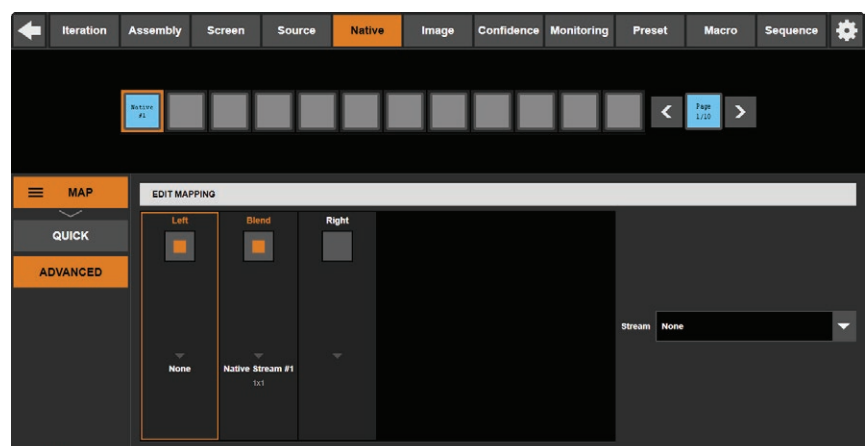 Iteration Assembly Screen Source Native Image Confidence Monitoring Preset Macro Sequence
Native
#1
Page
1/10
MAP
EDIT MAPPING
QUICK
ADVANCED
Left Blend Right
Stream None
None Native Stream #1
1x1